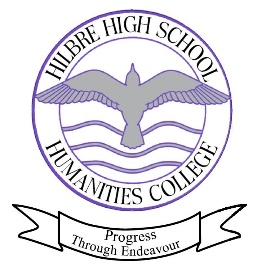 HILBRE HIGH SCHOOL
HUMANITIES COLLEGE
Progress
Through Endeavour